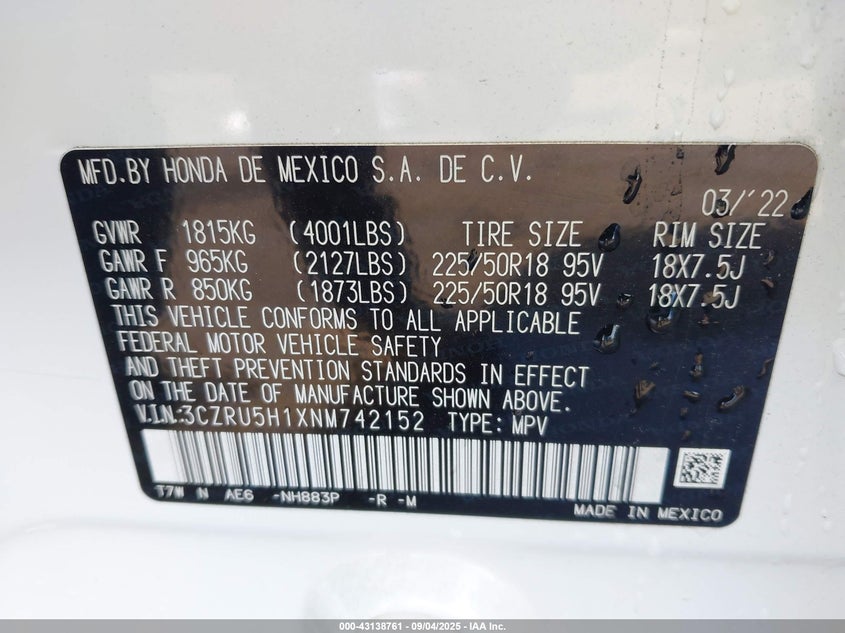 MFD.BY HONDA DE MEXICO S.A. DE C.V.
03/'22
GVWR 1815KG (4001LBS) TIRE SIZE RIM SIZE
GAWR F 965KG (2127LBS) 225/50R18 95V 18X7.5J
GAWR R 850KG (1873LBS) 225/50R18 95V 18X7.5J
THIS VEHICLE CONFORMS TO ALL APPLICABLE
FEDERAL MOTOR VEHICLE SAFETY
AND THEFT PREVENTION STANDARDS IN EFFECT
ON THE DATE OF MANUFACTURE SHOWN ABOVE.
V.I.N.:3CZRU5H1XNM742152 TYPE: MPV
T7W N AE6 -NH883P -R -M
MADE IN MEXICO
000-43138761 - 09/04/2025 - IAA Inc.